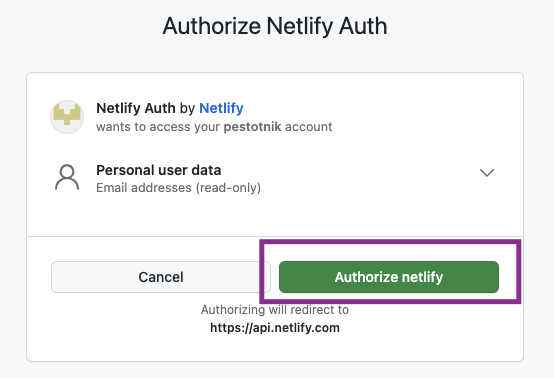 Authorize Netlify Auth
Netlify Auth by Netlify
wants to access your pestotnik account
Personal user data
Email addresses (read-only)
Cancel
Authorize netlify
Authorizing will redirect to
https://api.netlify.com